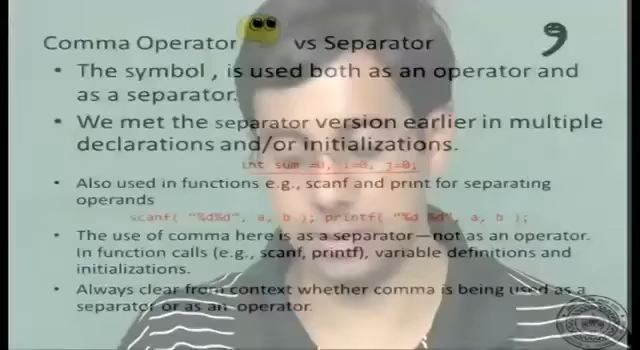 Comma Operator vs Separator
,
• The symbol , is used both as an operator and
as a separator.
• We met the separator version earlier in multiple
declarations and/or initializations.
int sum =0, i=0, j=0;
• Also used in functions e.g., scanf and print for separating
operands
scanf( "%d%d", a, b ); printf( "%d %d", a, b );
• The use of comma here is as a separator—not as an operator.
In function calls (e.g., scanf, printf), variable definitions and
initializations.
• Always clear from context whether comma is being used as a
separator or as an operator.